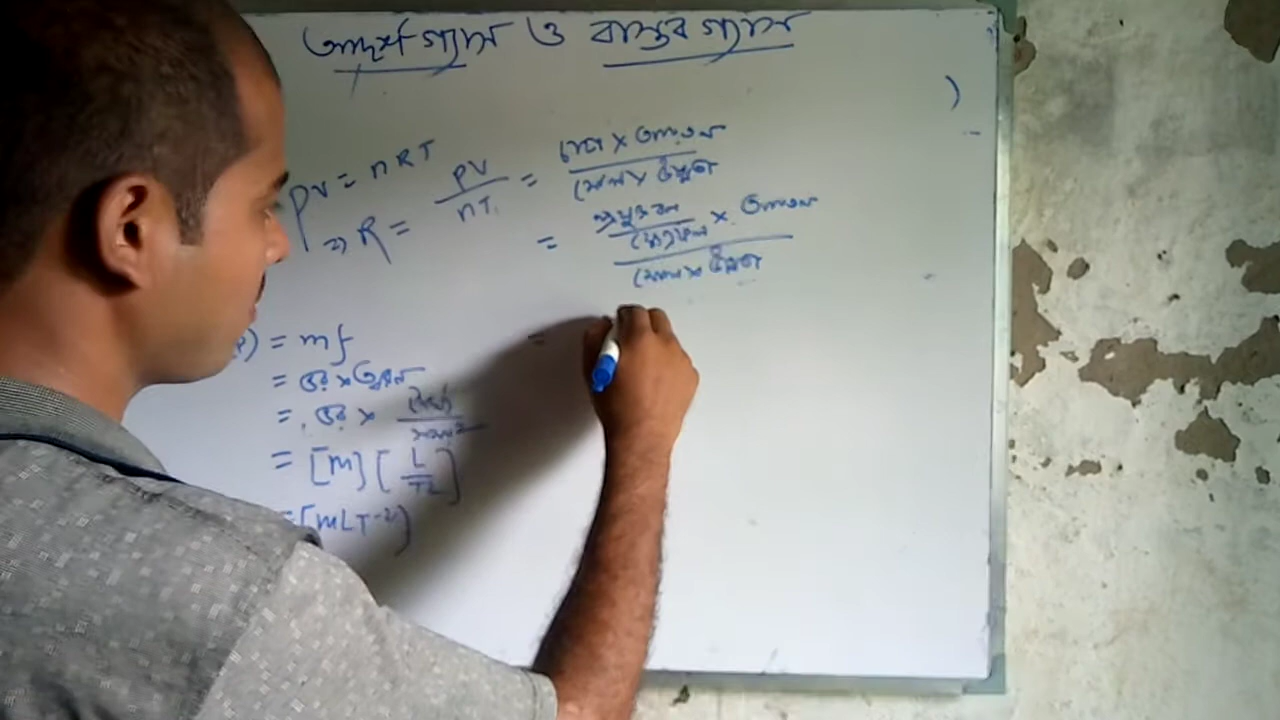 আদর্শ গ্যাস ও বাস্তব গ্যাস
PV = nRT
⇒ R = PV/nT = চাপ × আয়তন/মোল × উষ্ণতা
= প্রযুক্ত বল/ক্ষেত্রফল × আয়তন/মোল × উষ্ণতা
=
) = mf
= ভর × ত্বরণ
= ভর × দৈর্ঘ্য/সময়²
= [M] [L/T2]
= [MLT-2]